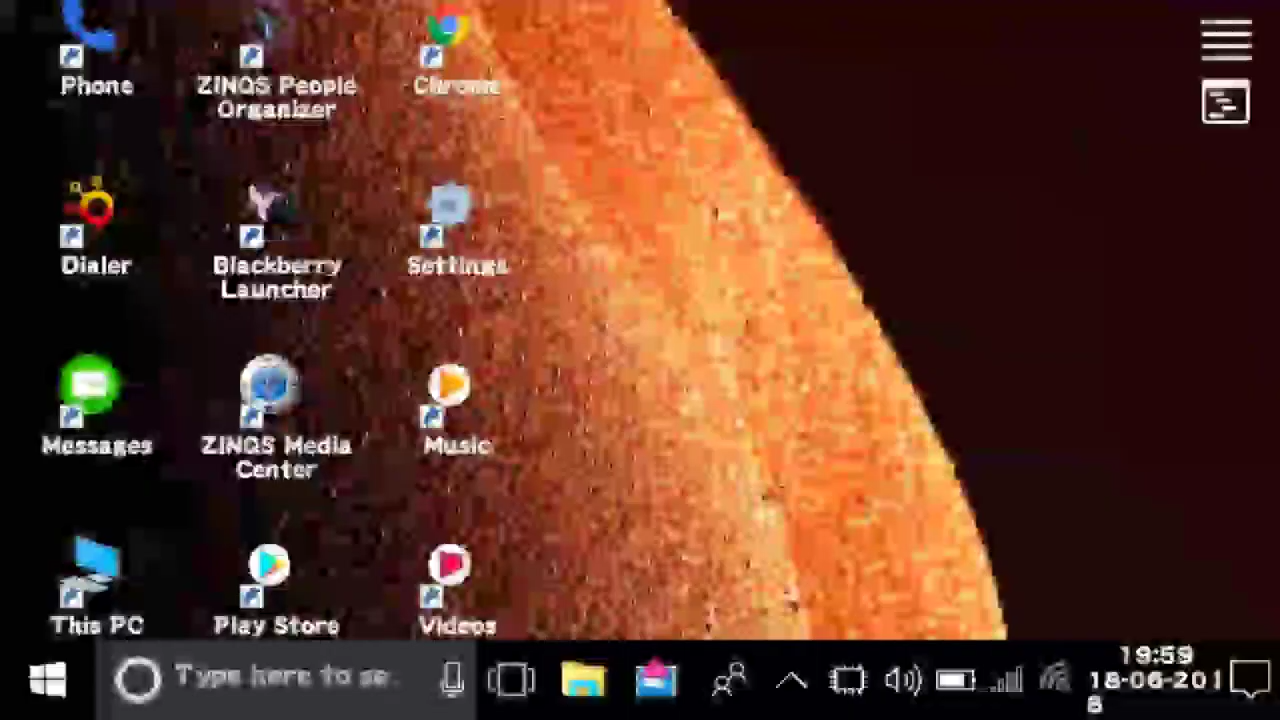 Phone
ZINQS People
Organizer
Chrome
Dialer
Blackberry
Launcher
Settings
Messages
ZINQS Media
Center
Music
This PC
Play Store
Videos
Type here to se
19:59
18-06-201
8